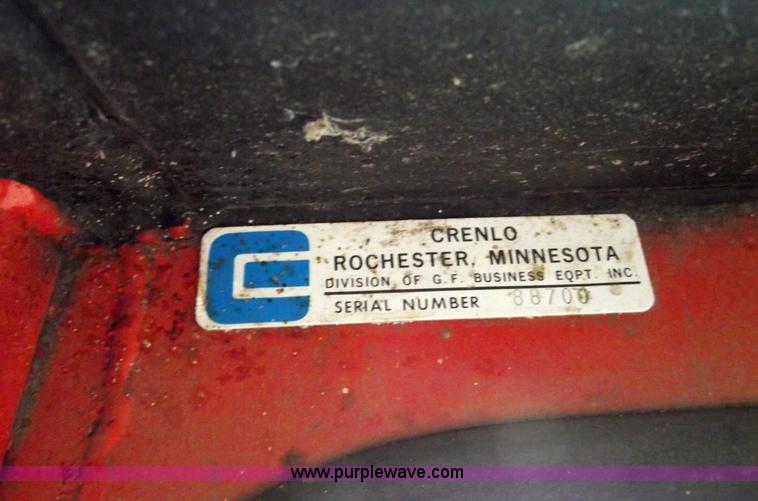 CRENLO
ROCHESTER, MINNESOTA
DIVISION OF G.F. BUSINESS EQPT. INC.
SERIAL NUMBER 88700
www.purplewave.com